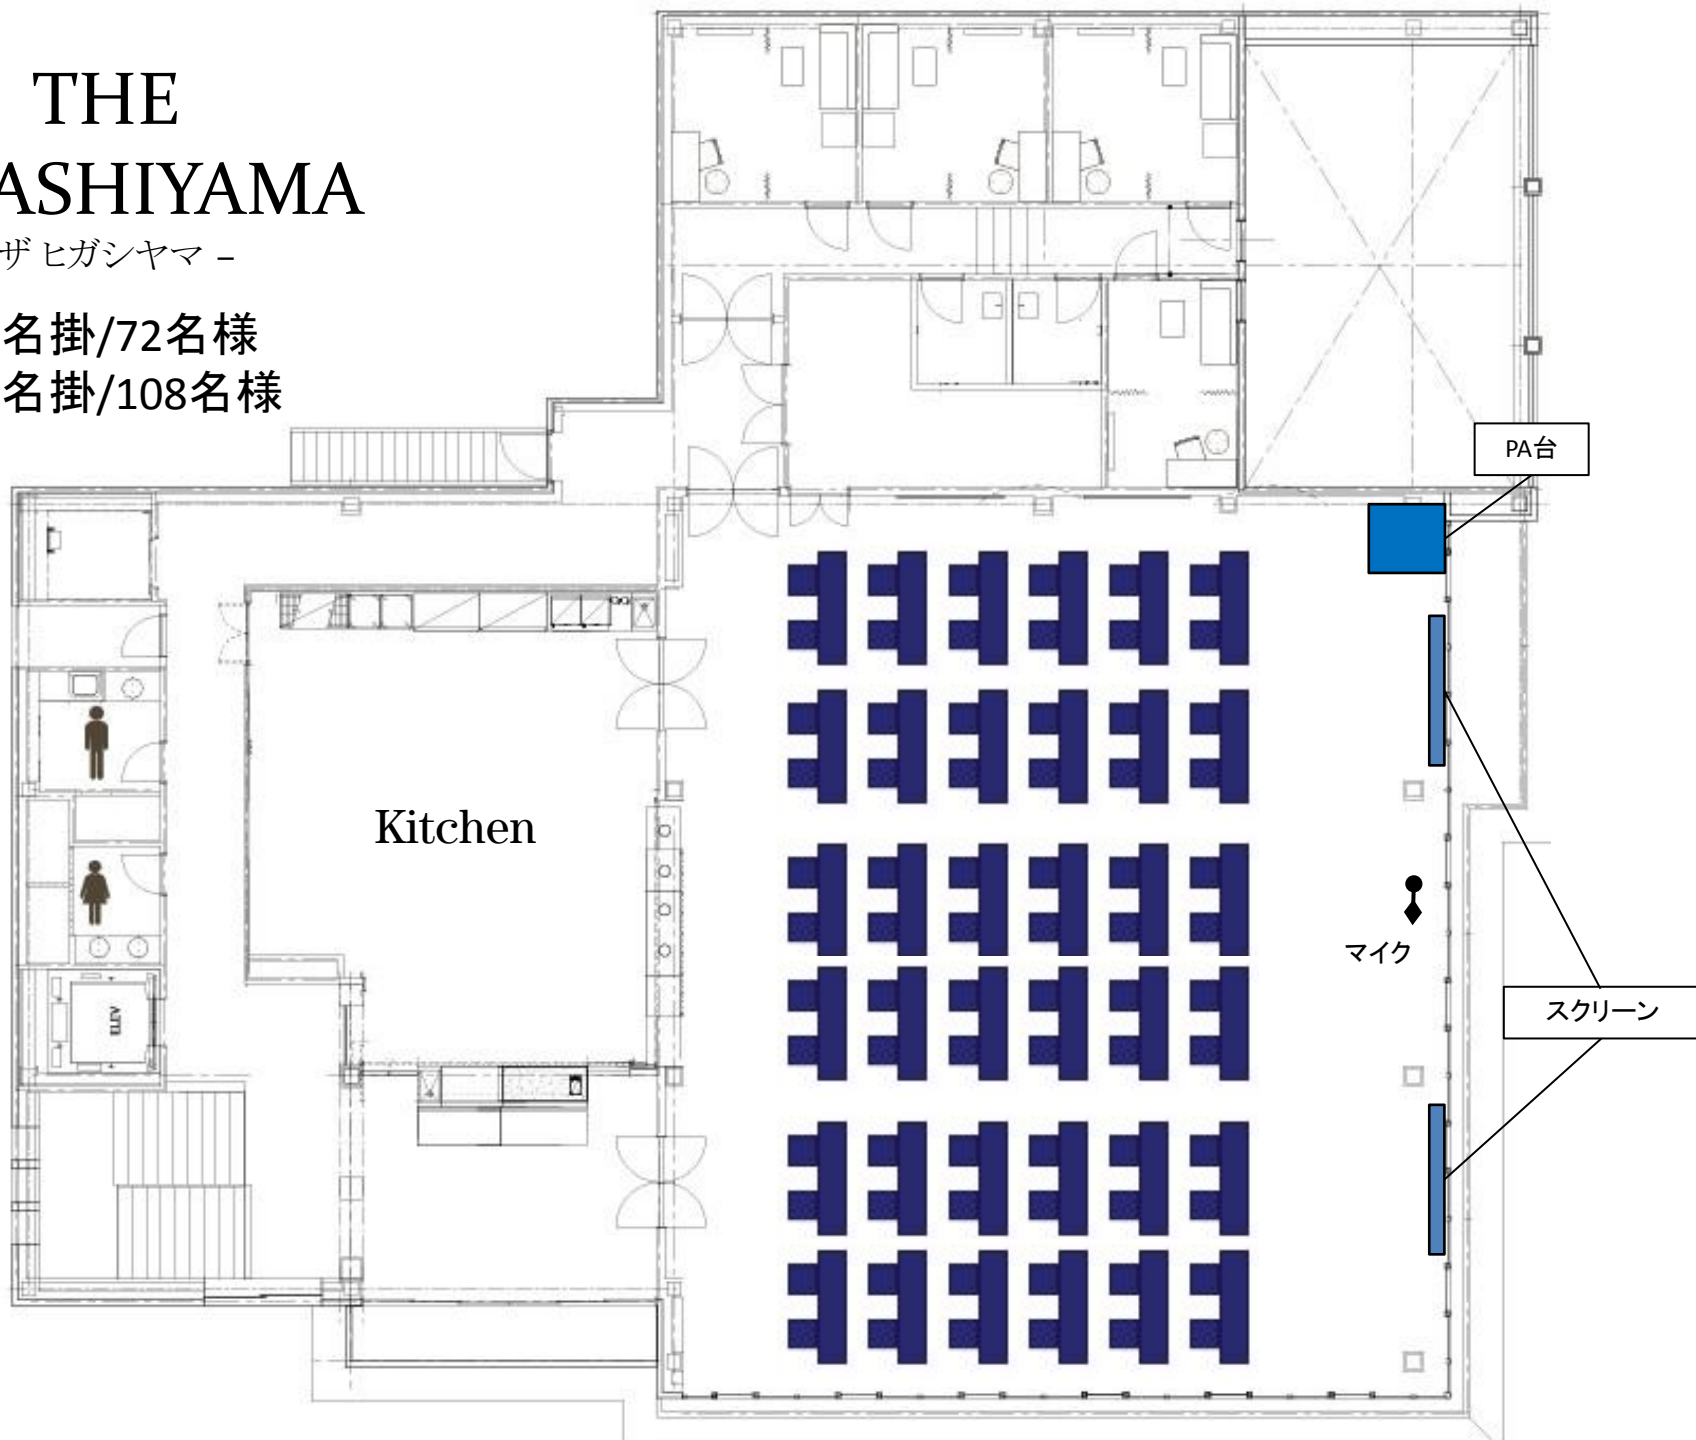 THE
ASHIYAMA
ザ ヒガシヤマ –
名掛/72名様
名掛/108名様
PA台
Kitchen
マイク
スクリーン
ELEV